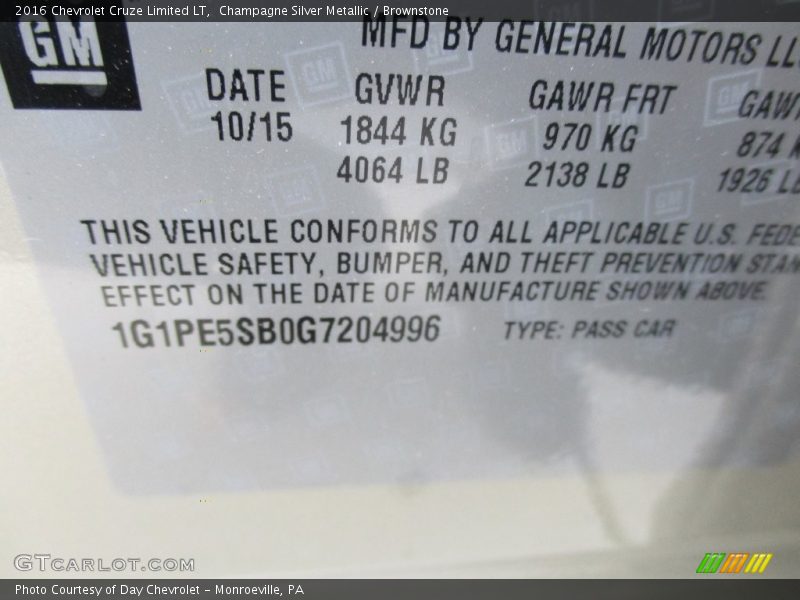 2016 Chevrolet Cruze Limited LT, Champagne Silver Metallic / Brownstone
GM
MFD BY GENERAL MOTORS
DATE GVWR GAWR FRT
10/15 1844 KG 970 KG 874
4064 LB 2138 LB 1926
THIS VEHICLE CONFORMS TO ALL APPLICABLE U.S.
VEHICLE SAFETY, BUMPER, AND THEFT PREVENTION
EFFECT ON THE DATE OF MANUFACTURE SHOWN ABOVE.
1G1PE5SB0G7204996 TYPE: PASS CAR
GTCARLOT.COM
Photo Courtesy of Day Chevrolet – Monroeville, PA